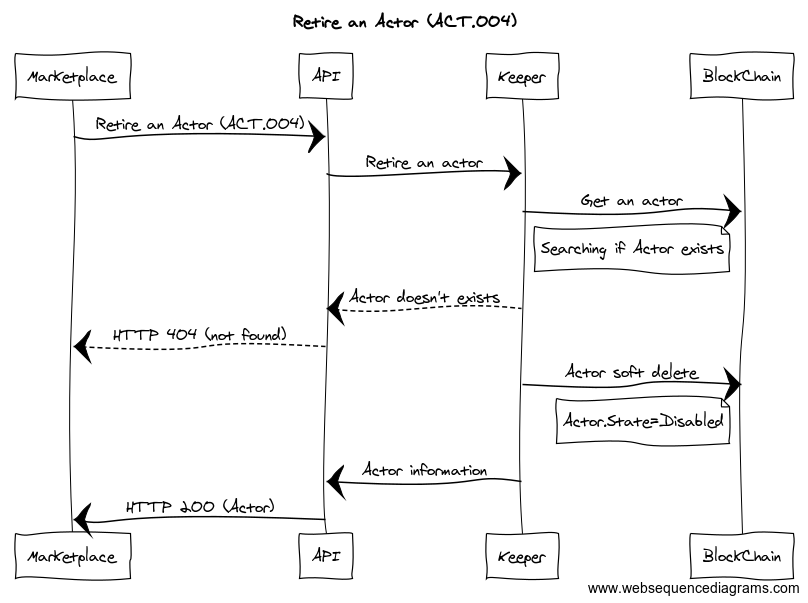 Retire an Actor (ACT.004)
Marketplace
API
Keeper
BlockChain
Retire an Actor (ACT.004)
Retire an actor
Get an actor
Searching if Actor exists
Actor doesn't exists
HTTP 404 (not found)
Actor soft delete
Actor.State=Disabled
Actor information
HTTP 200 (Actor)
Marketplace
API
Keeper
BlockChain
www.websequencediagrams.com